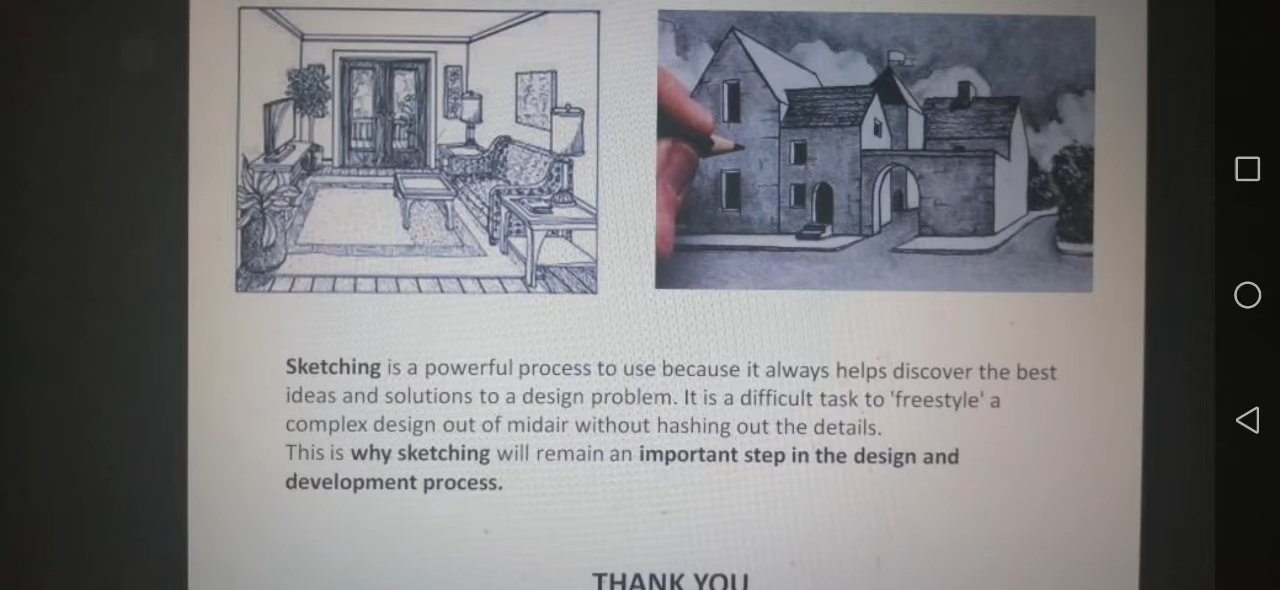 Sketching is a powerful process to use because it always helps discover the best
ideas and solutions to a design problem. It is a difficult task to 'freestyle' a
complex design out of midair without hashing out the details.
This is why sketching will remain an important step in the design and
development process.
THANK YOU